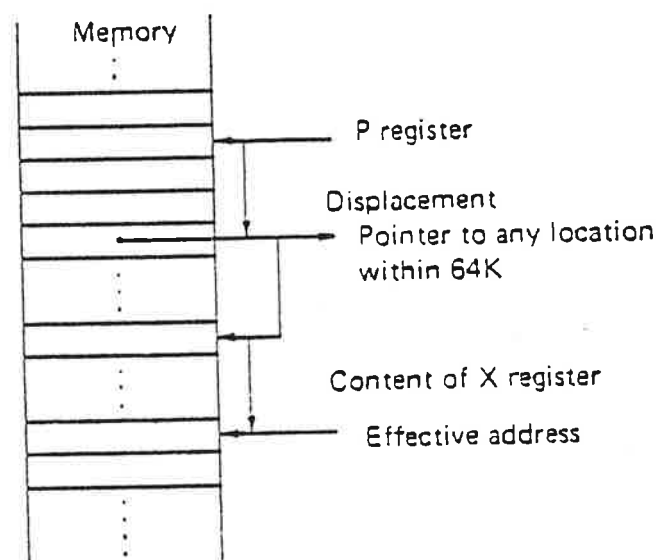 Memory
P register
Displacement
Pointer to any location
within 64K
Content of X register
Effective address